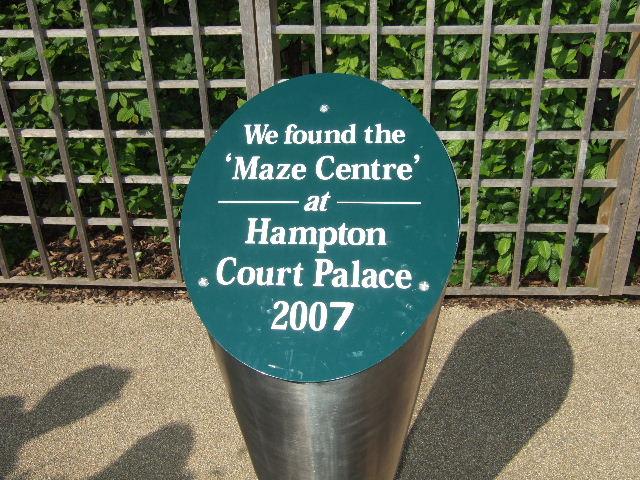 We found the
‘Maze Centre’
at
Hampton
Court Palace
2007